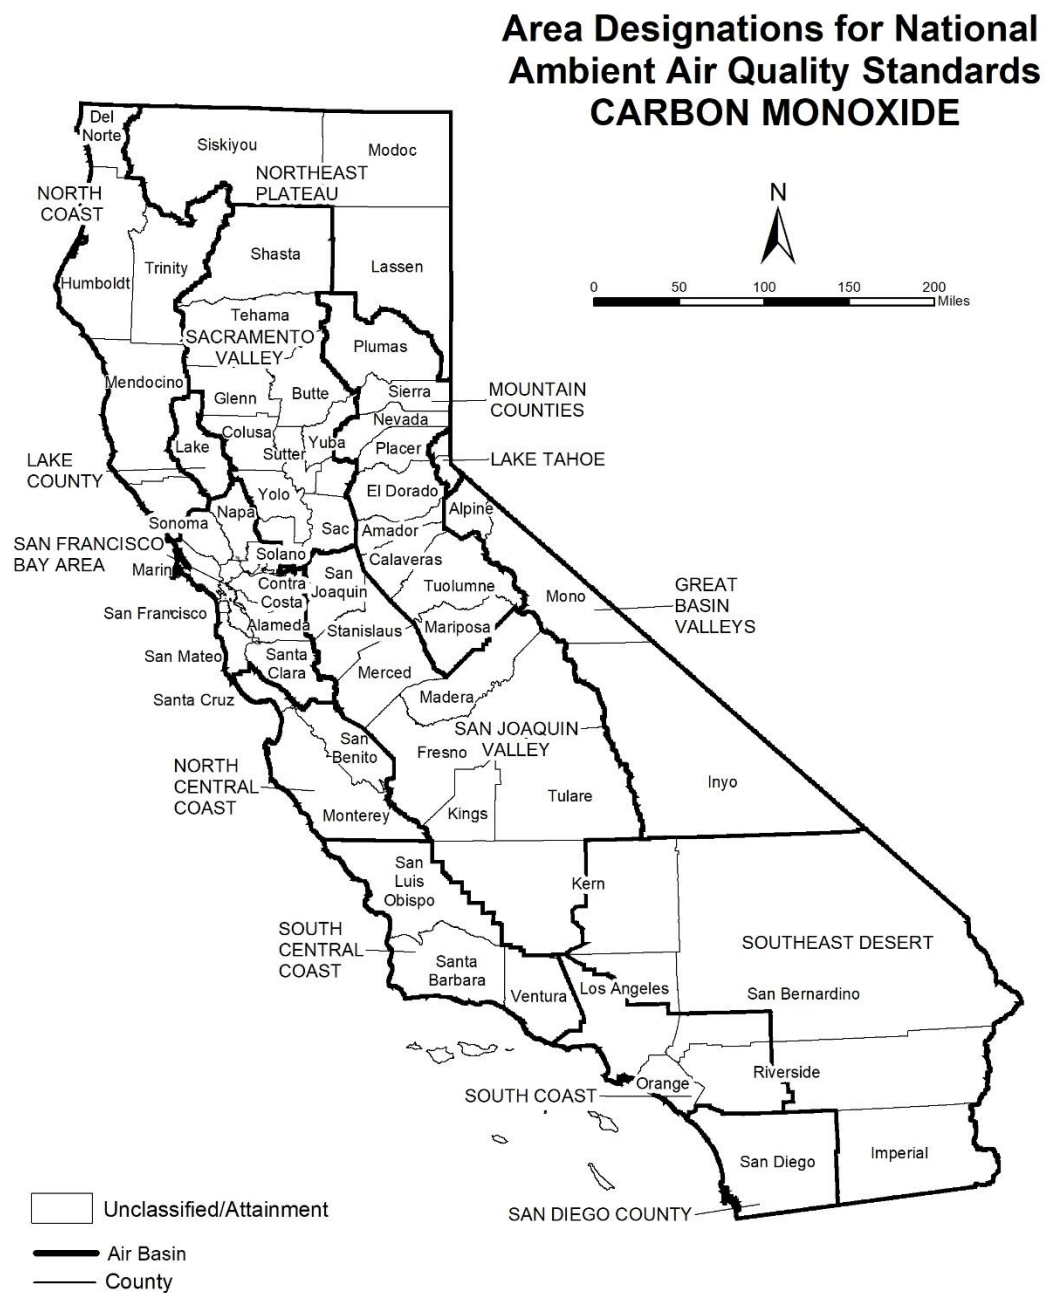 Area Designations for National
Ambient Air Quality Standards
CARBON MONOXIDE
Del
Norte
Siskiyou
Modoc
NORTHEAST
PLATEAU
NORTH
COAST
N
Shasta
Trinity
Lassen
Humboldt
0 50 100 150 200
Miles
Tehama
SACRAMENTO
VALLEY
Plumas
Mendocino
Glenn
Butte
Sierra
MOUNTAIN
COUNTIES
Nevada
Colusa
Yuba
Sutter
Placer
Lake
LAKE
COUNTY
LAKE TAHOE
Yolo
El Dorado
Napa
Alpine
Sonoma
Sac
Amador
SAN FRANCISCO
BAY AREA
Solano
Calaveras
Marin
Contra
Costa
San
Joaquin
Tuolumne
Mono
GREAT
BASIN
VALLEYS
San Francisco
Alameda
Stanislaus
Mariposa
San Mateo
Santa
Clara
Merced
Santa Cruz
Madera
SAN JOAQUIN
VALLEY
San
Benito
Fresno
NORTH
CENTRAL
COAST
Inyo
Tulare
Monterey
Kings
San
Luis
Obispo
Kern
SOUTH
CENTRAL
COAST
SOUTHEAST DESERT
Santa
Barbara
Ventura
Los Angeles
San Bernardino
Riverside
Orange
SOUTH COAST
San Diego
Imperial
SAN DIEGO COUNTY
Unclassified/Attainment
Air Basin
County